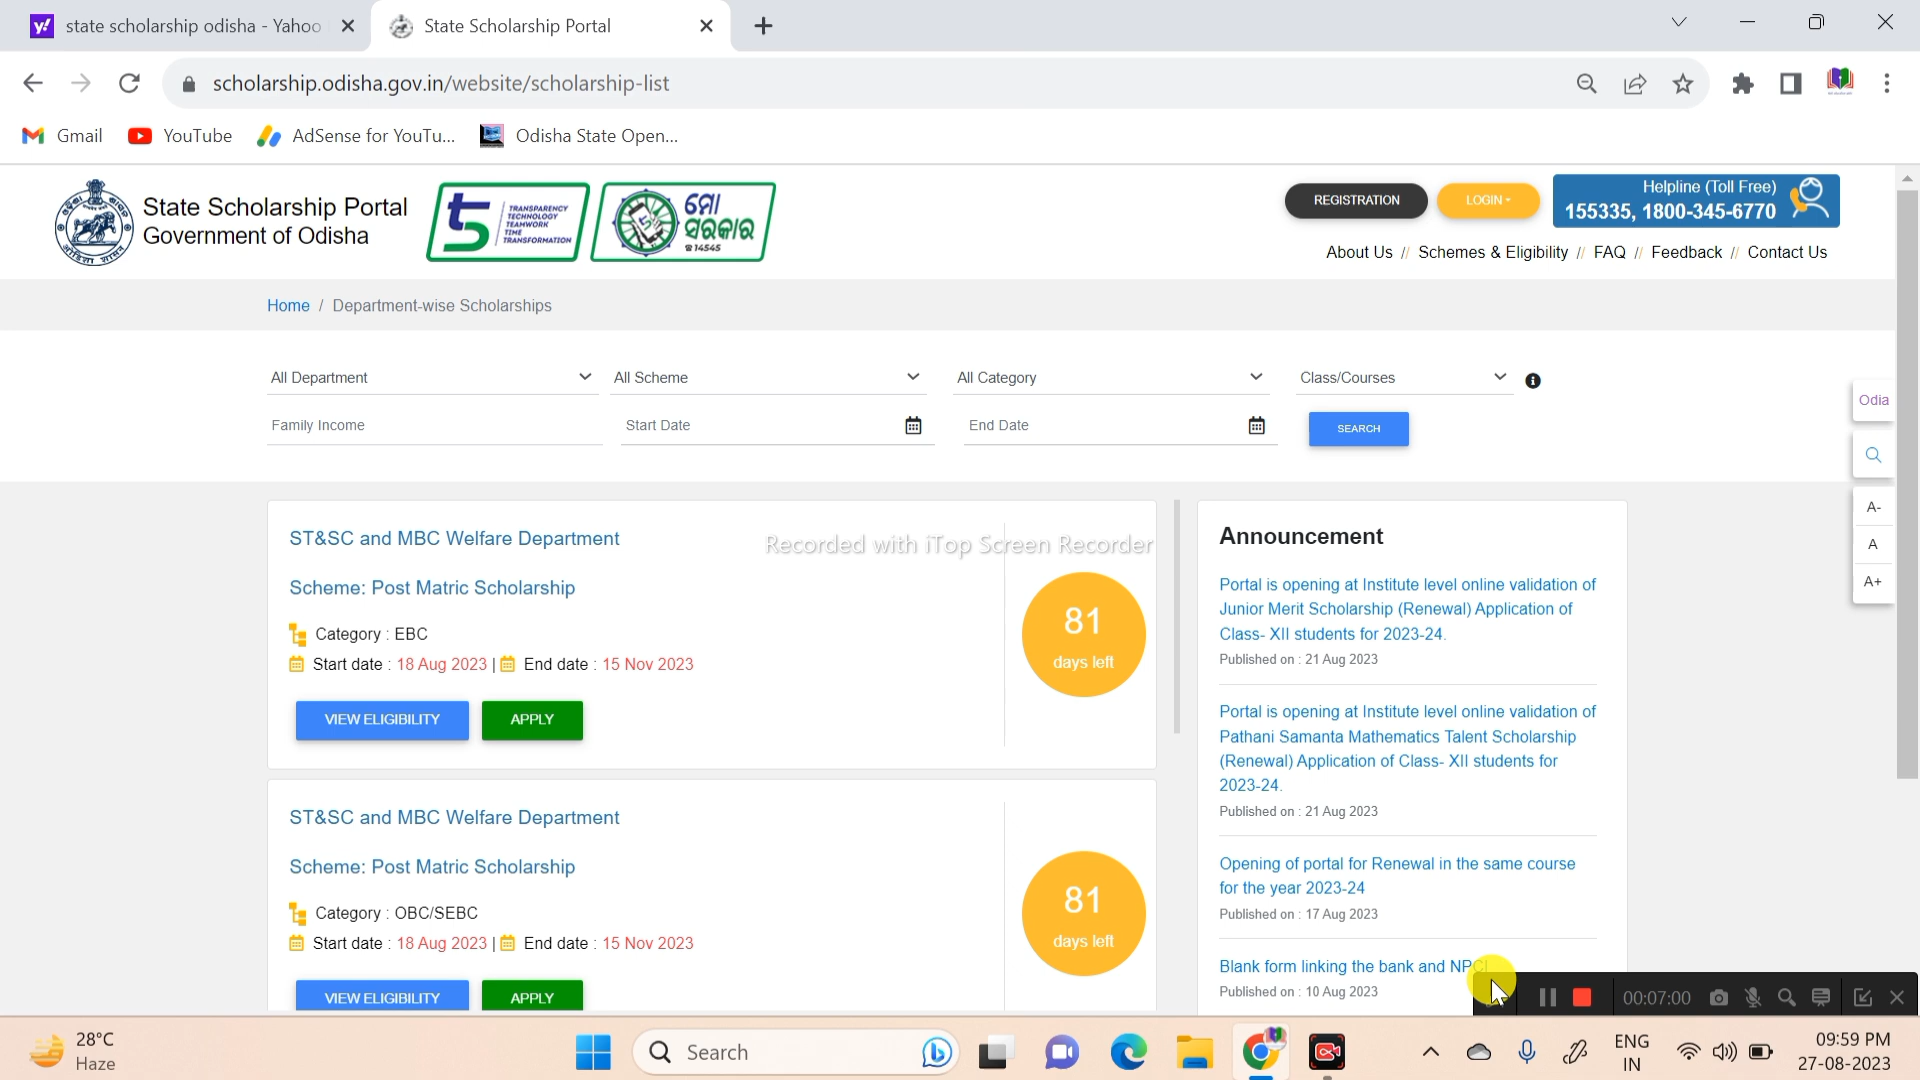 state scholarship odisha - Yahoo
State Scholarship Portal
scholarship.odisha.gov.in/website/scholarship-list
Gmail
YouTube
AdSense for YouTu...
Odisha State Open...
State Scholarship Portal
Government of Odisha
5T
TRANSPARENCY
TECHNOLOGY
TEAMWORK
TIME
TRANSFORMATION
ମୋ
ସରକାର
☎14545
REGISTRATION
LOGIN
Helpline (Toll Free)
155335, 1800-345-6770
About Us // Schemes & Eligibility // FAQ // Feedback // Contact Us
Home / Department-wise Scholarships
All Department
All Scheme
All Category
Class/Courses
Family Income
Start Date
End Date
SEARCH
Odia
A-
A
A+
ST&SC and MBC Welfare Department
Recorded with iTop Screen Recorder
Scheme: Post Matric Scholarship
Category : EBC
Start date : 18 Aug 2023 | End date : 15 Nov 2023
81
days left
VIEW ELIGIBILITY
APPLY
ST&SC and MBC Welfare Department
Scheme: Post Matric Scholarship
Category : OBC/SEBC
Start date : 18 Aug 2023 | End date : 15 Nov 2023
81
days left
VIEW ELIGIBILITY
APPLY
Announcement
Portal is opening at Institute level online validation of
Junior Merit Scholarship (Renewal) Application of
Class- XII students for 2023-24.
Published on : 21 Aug 2023
Portal is opening at Institute level online validation of
Pathani Samanta Mathematics Talent Scholarship
(Renewal) Application of Class- XII students for
2023-24.
Published on : 21 Aug 2023
Opening of portal for Renewal in the same course
for the year 2023-24
Published on : 17 Aug 2023
Blank form linking the bank and NPCI
Published on : 10 Aug 2023
00:07:00
28°C
Haze
Search
ENG
IN
09:59 PM
27-08-2023